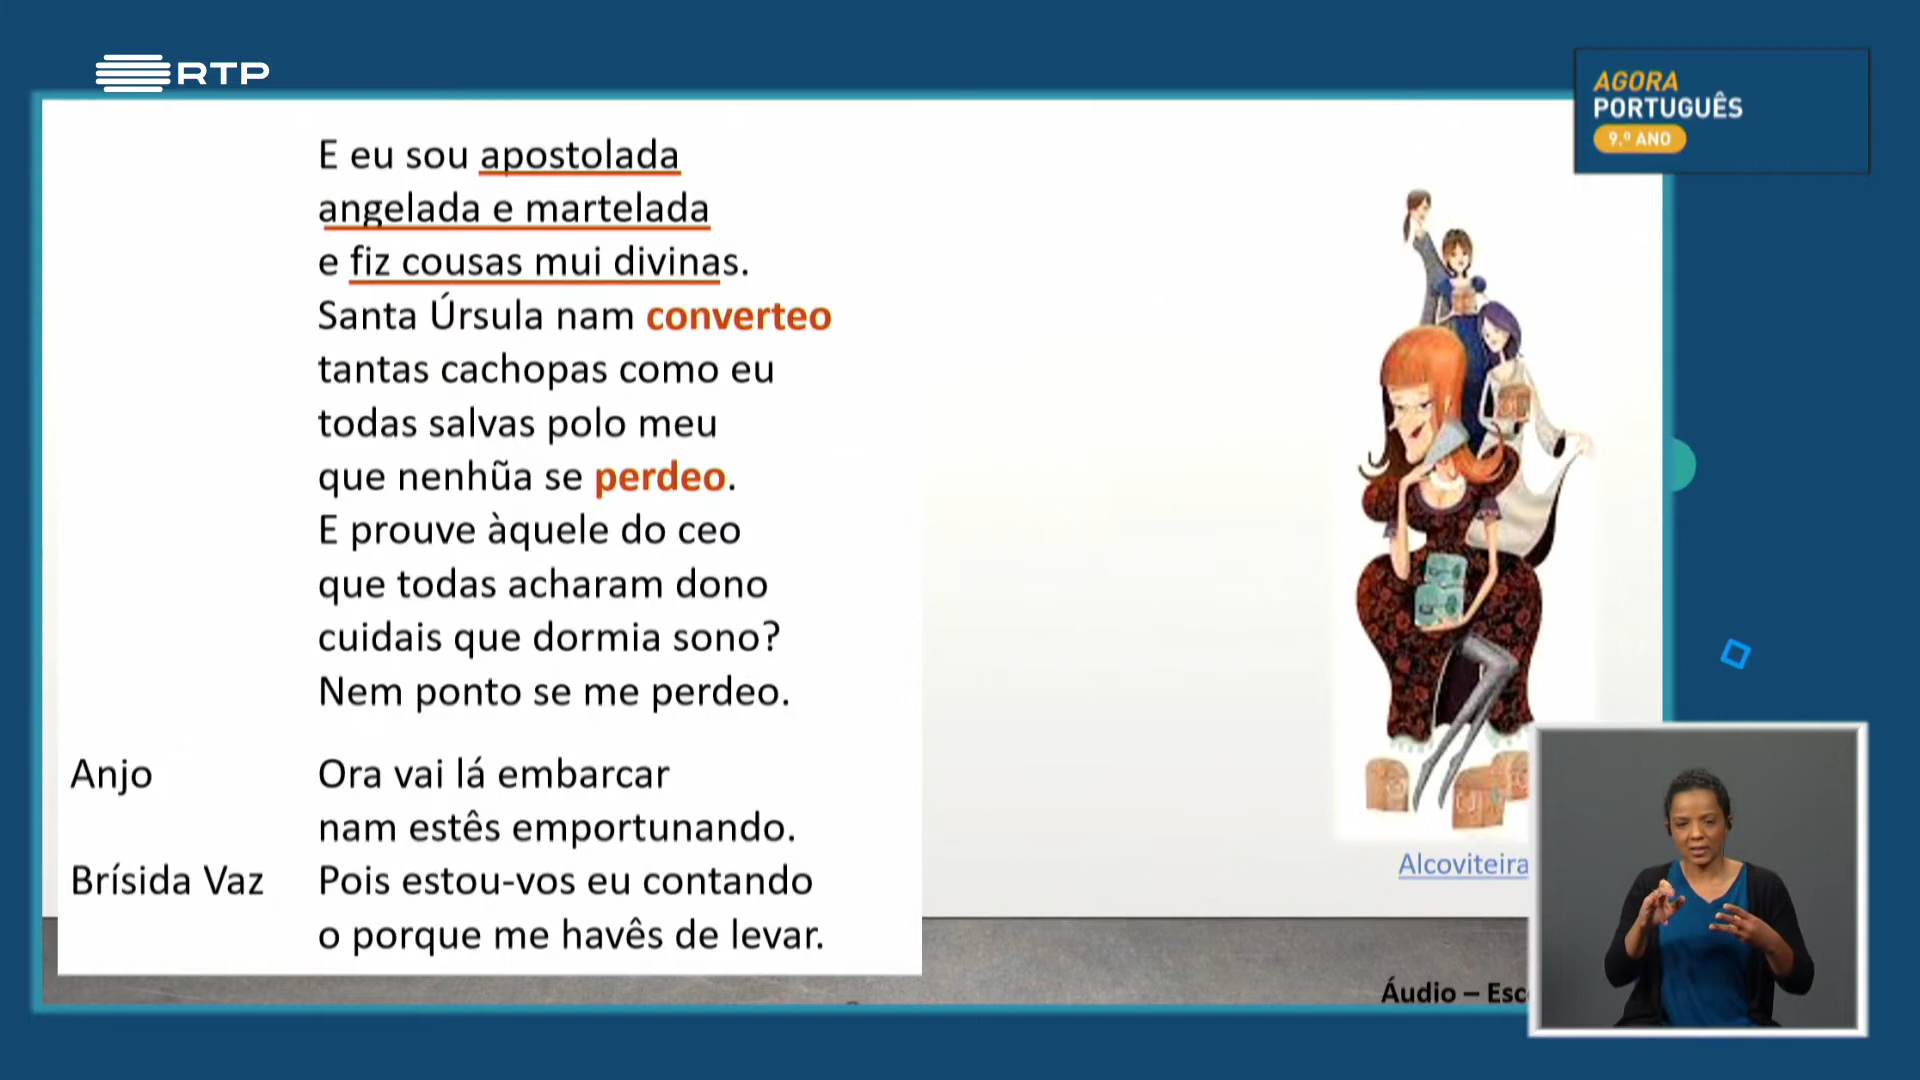 RTP
AGORA
PORTUGUÊS
9.º ANO
E eu sou apostolada
angelada e martelada
e fiz cousas mui divinas.
Santa Úrsula nam converteo
tantas cachopas como eu
todas salvas polo meu
que nenhũa se perdeo.
E prouve àquele do ceo
que todas acharam dono
cuidais que dormia sono?
Nem ponto se me perdeo.
Anjo Ora vai lá embarcar
nam estês emportunando.
Brísida Vaz Pois estou-vos eu contando
o porque me havês de levar.
Alcoviteira
Áudio – Esc